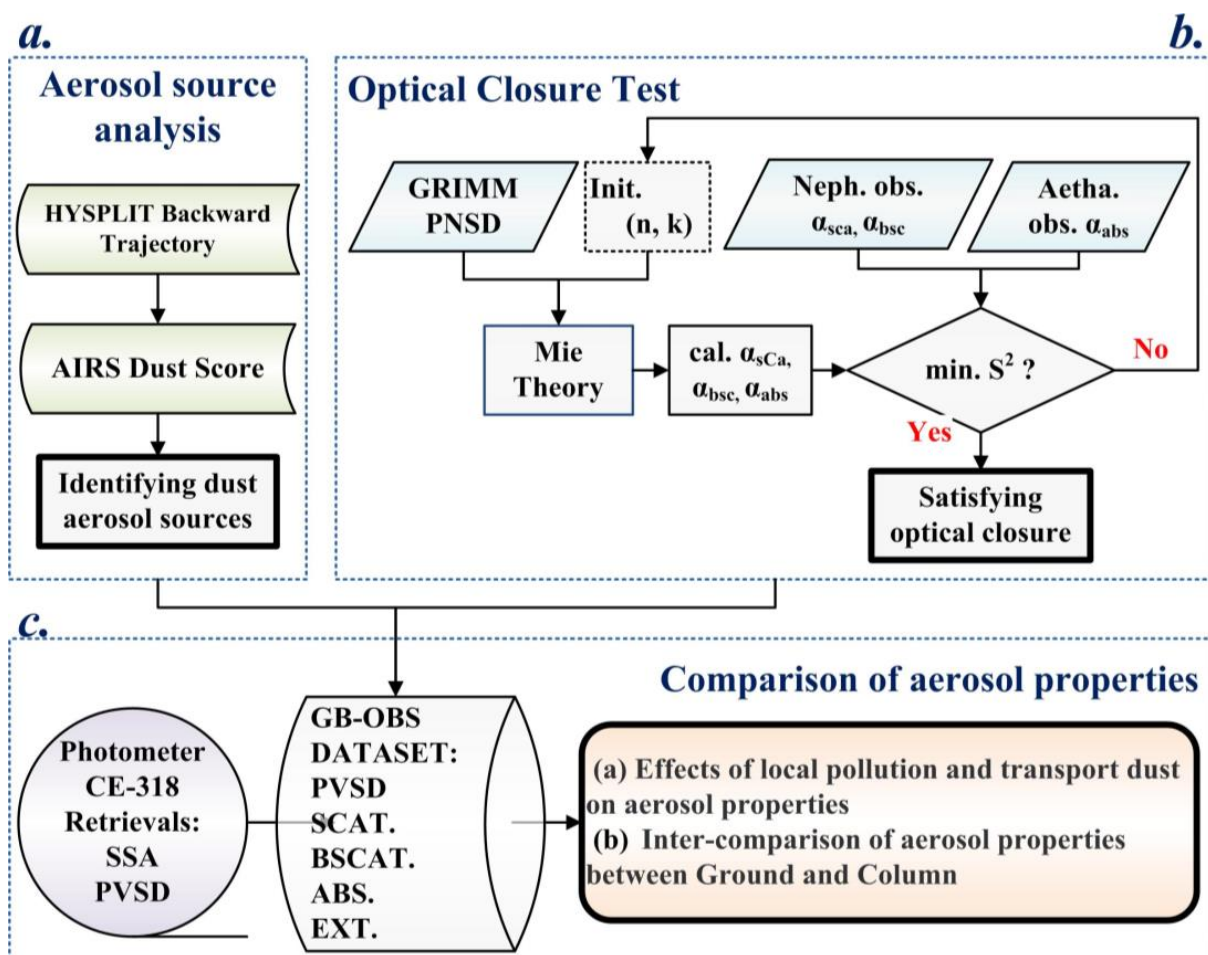 a.
Aerosol source
analysis
HYSPLIT Backward
Trajectory
AIRS Dust Score
Identifying dust
aerosol sources
b.
Optical Closure Test
GRIMM
PNSD
Init.
(n, k)
Neph. obs.
αsca, αbsc
Aetha.
obs. αabs
Mie
Theory
cal. αsCa,
αbsc, αabs
min. S² ?
No
Yes
Satisfying
optical closure
c.
Comparison of aerosol properties
Photometer
CE-318
Retrievals:
SSA
PVSD
GB-OBS
DATASET:
PVSD
SCAT.
BSCAT.
ABS.
EXT.
(a) Effects of local pollution and transport dust
on aerosol properties
(b) Inter-comparison of aerosol properties
between Ground and Column